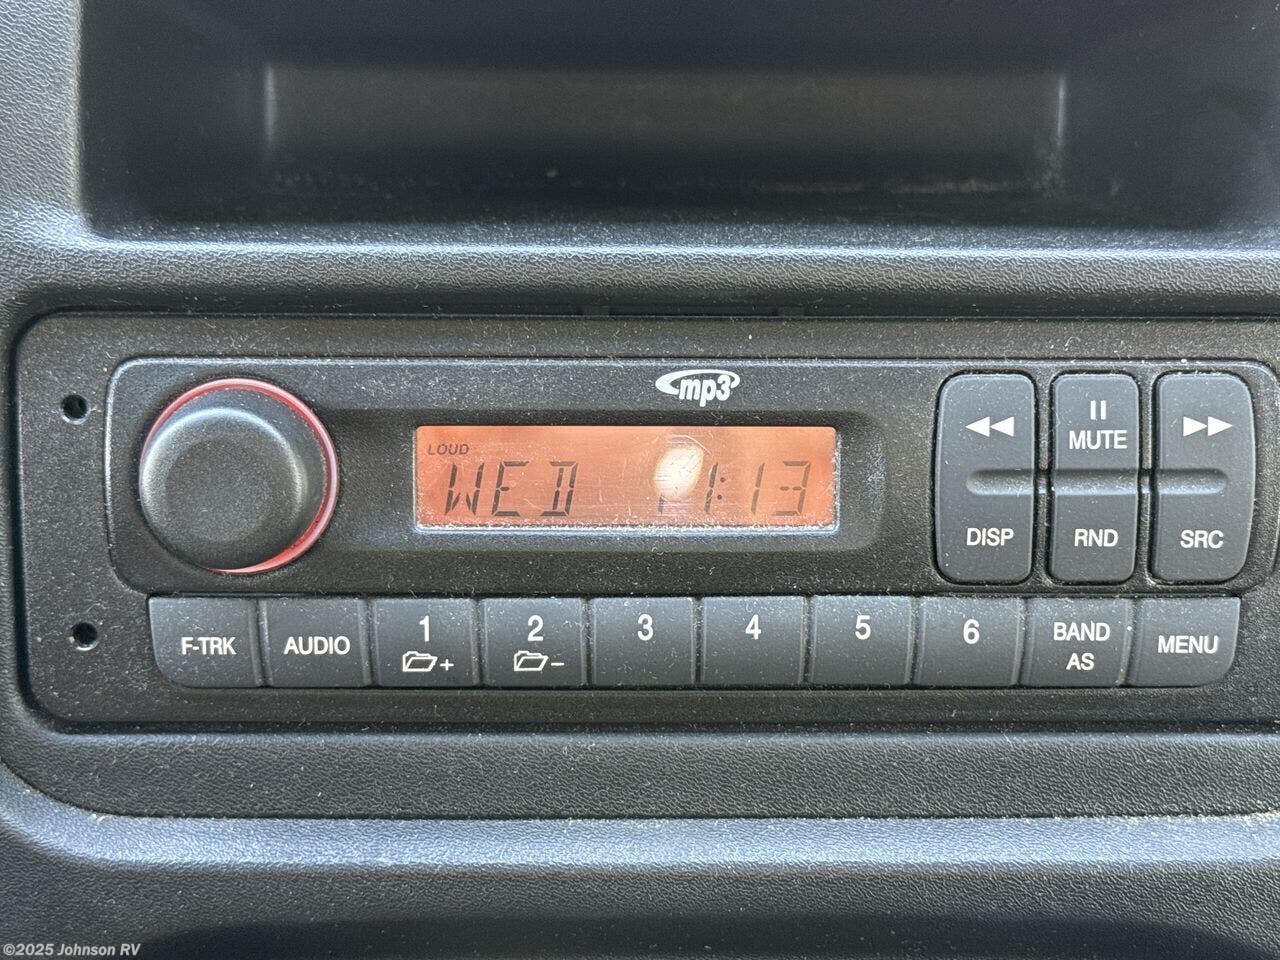 mp3
LOUD
WED 11:13
MUTE
DISP RND SRC
F-TRK AUDIO 1 + 2 - 3 4 5 6 BAND AS MENU
©2025 Johnson RV